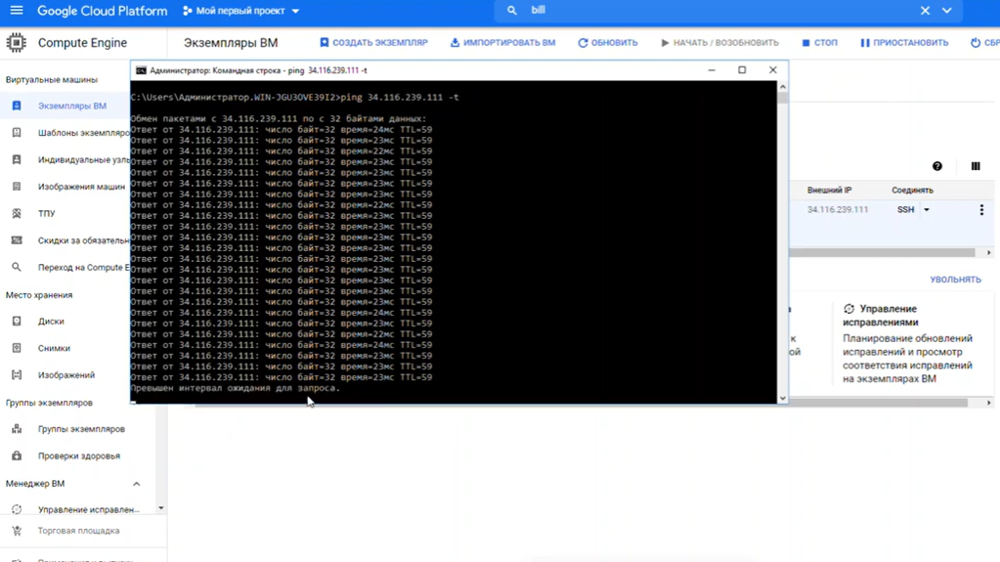 Google Cloud Platform
Мой первый проект
bill
Compute Engine
Экземпляры ВМ
СОЗДАТЬ ЭКЗЕМПЛЯР
ИМПОРТИРОВАТЬ ВМ
ОБНОВИТЬ
НАЧАТЬ / ВОЗОБНОВИТЬ
СТОП
ПРИОСТАНОВИТЬ
СБР
Виртуальные машины
Экземпляры ВМ
Шаблоны экземпляро
Индивидуальные узлы
Изображения машин
ТПУ
Скидки за обязательн
Переход на Compute E
Место хранения
Диски
Снимки
Изображений
Группы экземпляров
Группы экземпляров
Проверки здоровья
Менеджер ВМ
Управление исправлен...
Торговая площадка
Администратор: Командная строка - ping 34.116.239.111 -t
C:\Users\Администратор.WIN-JGU3OVE39I2>ping 34.116.239.111 -t
Обмен пакетами с 34.116.239.111 по с 32 байтами данных:
Ответ от 34.116.239.111: число байт=32 время=24мс TTL=59
Ответ от 34.116.239.111: число байт=32 время=23мс TTL=59
Ответ от 34.116.239.111: число байт=32 время=22мс TTL=59
Ответ от 34.116.239.111: число байт=32 время=23мс TTL=59
Ответ от 34.116.239.111: число байт=32 время=23мс TTL=59
Ответ от 34.116.239.111: число байт=32 время=23мс TTL=59
Ответ от 34.116.239.111: число байт=32 время=23мс TTL=59
Ответ от 34.116.239.111: число байт=32 время=22мс TTL=59
Ответ от 34.116.239.111: число байт=32 время=23мс TTL=59
Ответ от 34.116.239.111: число байт=32 время=23мс TTL=59
Ответ от 34.116.239.111: число байт=32 время=23мс TTL=59
Ответ от 34.116.239.111: число байт=32 время=23мс TTL=59
Ответ от 34.116.239.111: число байт=32 время=23мс TTL=59
Ответ от 34.116.239.111: число байт=32 время=23мс TTL=59
Ответ от 34.116.239.111: число байт=32 время=23мс TTL=59
Ответ от 34.116.239.111: число байт=32 время=23мс TTL=59
Ответ от 34.116.239.111: число байт=32 время=23мс TTL=59
Ответ от 34.116.239.111: число байт=32 время=24мс TTL=59
Ответ от 34.116.239.111: число байт=32 время=23мс TTL=59
Ответ от 34.116.239.111: число байт=32 время=22мс TTL=59
Ответ от 34.116.239.111: число байт=32 время=24мс TTL=59
Ответ от 34.116.239.111: число байт=32 время=23мс TTL=59
Ответ от 34.116.239.111: число байт=32 время=23мс TTL=59
Ответ от 34.116.239.111: число байт=32 время=23мс TTL=59
Превышен интервал ожидания для запроса.
Внешний IP
Соединять
34.116.239.111
SSH
УВОЛЬНЯТЬ
Управление
исправлениями
Планирование обновлений
исправлений и просмотр
соответствия исправлений
на экземплярах ВМ